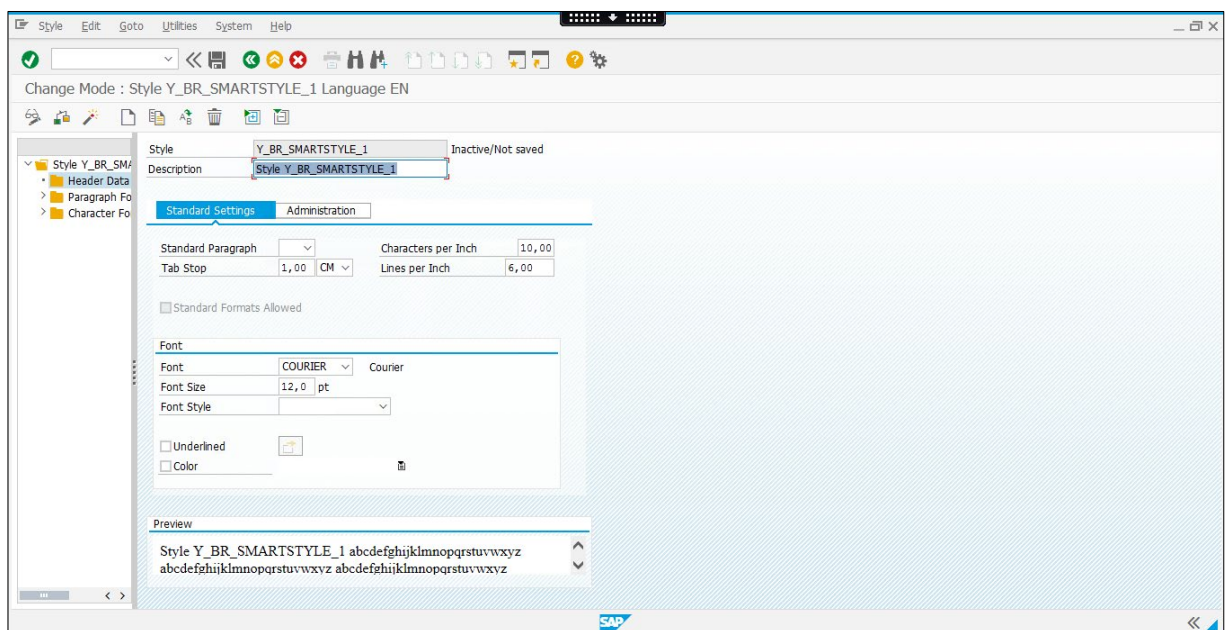 Style Edit Goto Utilities System Help
Change Mode : Style Y_BR_SMARTSTYLE_1 Language EN
Style Y_BR_SMA
Header Data
Paragraph Fo
Character Fo
Style Y_BR_SMARTSTYLE_1 Inactive/Not saved
Description Style Y_BR_SMARTSTYLE_1
Standard Settings Administration
Standard Paragraph Characters per Inch 10,00
Tab Stop 1,00 CM Lines per Inch 6,00
Standard Formats Allowed
Font
Font COURIER Courier
Font Size 12,0 pt
Font Style
Underlined
Color
Preview
Style Y_BR_SMARTSTYLE_1 abcdefghijklmnopqrstuvwxyz
abcdefghijklmnopqrstuvwxyz abcdefghijklmnopqrstuvwxyz
SAP